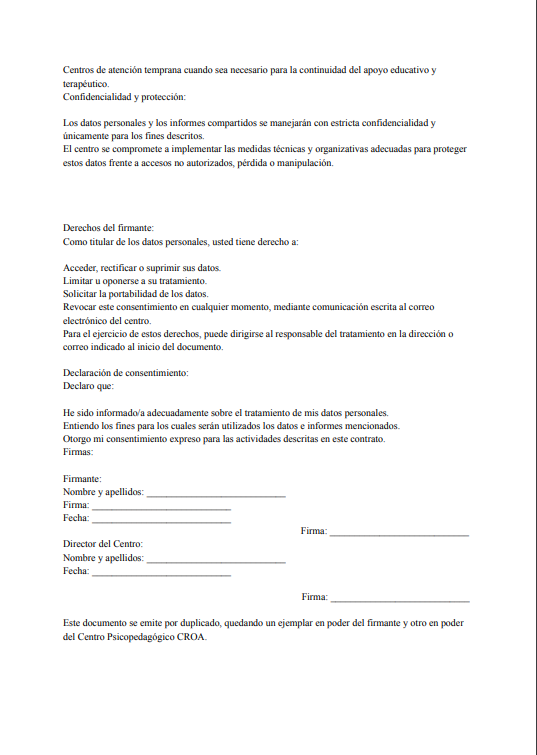 Centros de atención temprana cuando sea necesario para la continuidad del apoyo educativo y
terapéutico.
Confidencialidad y protección:
Los datos personales y los informes compartidos se manejarán con estricta confidencialidad y
únicamente para los fines descritos.
El centro se compromete a implementar las medidas técnicas y organizativas adecuadas para proteger
estos datos frente a accesos no autorizados, pérdida o manipulación.
Derechos del firmante:
Como titular de los datos personales, usted tiene derecho a:
Acceder, rectificar o suprimir sus datos.
Limitar u oponerse a su tratamiento.
Solicitar la portabilidad de los datos.
Revocar este consentimiento en cualquier momento, mediante comunicación escrita al correo
electrónico del centro.
Para el ejercicio de estos derechos, puede dirigirse al responsable del tratamiento en la dirección o
correo indicado al inicio del documento.
Declaración de consentimiento:
Declaro que:
He sido informado/a adecuadamente sobre el tratamiento de mis datos personales.
Entiendo los fines para los cuales serán utilizados los datos e informes mencionados.
Otorgo mi consentimiento expreso para las actividades descritas en este contrato.
Firmas:
Firmante:
Nombre y apellidos: ____________________________
Firma: ____________________________
Fecha: ____________________________
Firma: ____________________________
Director del Centro:
Nombre y apellidos: ____________________________
Fecha: ____________________________
Firma: ____________________________
Este documento se emite por duplicado, quedando un ejemplar en poder del firmante y otro en poder
del Centro Psicopedagógico CROA.